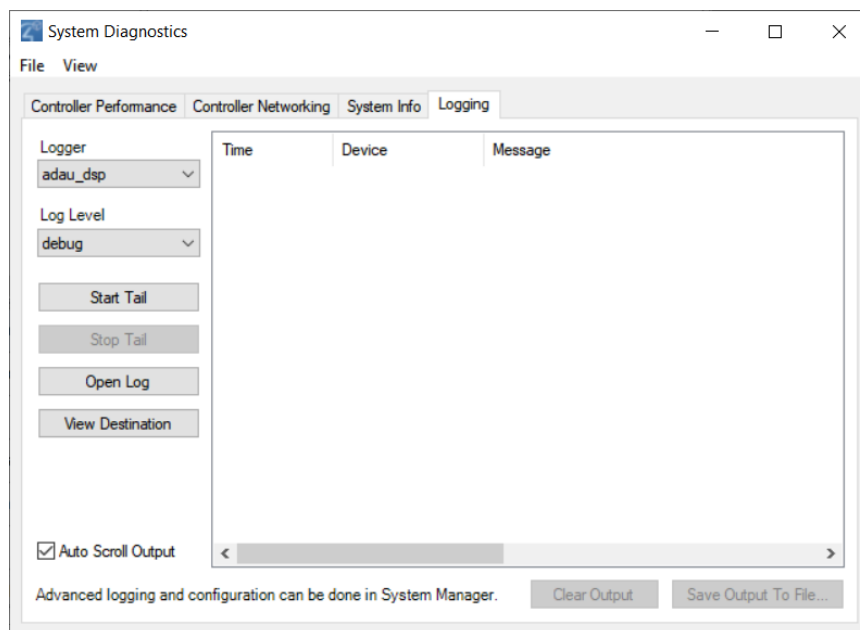 System Diagnostics
File View
Controller Performance Controller Networking System Info Logging
Logger
adau_dsp
Log Level
debug
Start Tail
Stop Tail
Open Log
View Destination
Auto Scroll Output
Time Device Message
Advanced logging and configuration can be done in System Manager.
Clear Output Save Output To File...